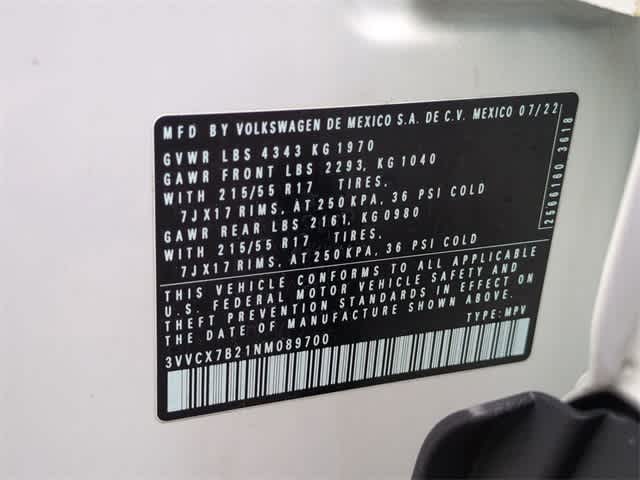 MFD BY VOLKSWAGEN DE MEXICO S.A. DE C.V. MEXICO 07/22
GVWR LBS 4343 KG 1970
GAWR FRONT LBS 2293, KG 1040
WITH 215/55 R17 TIRES,
7JX17 RIMS, AT 250 KPA, 36 PSI COLD
GAWR REAR LBS 2161, KG 0980
WITH 215/55 R17 TIRES,
7JX17 RIMS, AT 250 KPA, 36 PSI COLD
THIS VEHICLE CONFORMS TO ALL APPLICABLE
U.S. FEDERAL MOTOR VEHICLE SAFETY AND
THEFT PREVENTION STANDARDS IN EFFECT ON
THE DATE OF MANUFACTURE SHOWN ABOVE.
3VVCX7B21NM089700 TYPE: MPV
2566180 3618